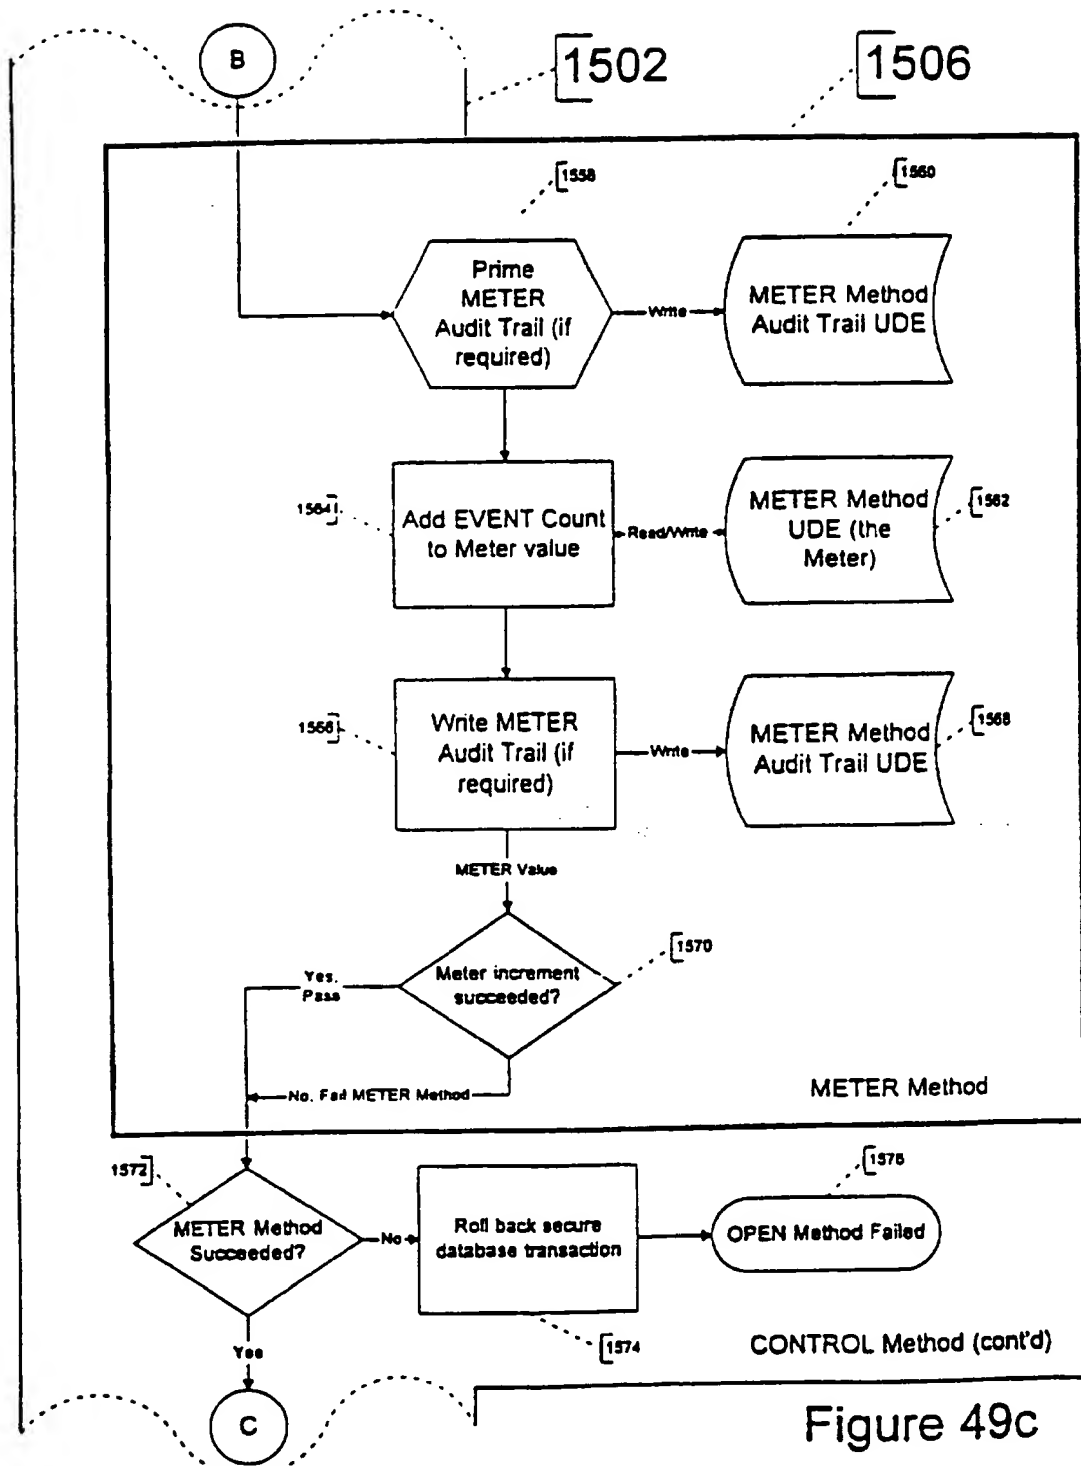 B
1502
1506
1558
1560
Prime
METER
Audit Trail (if
required)
Write
METER Method
Audit Trail UDE
1564
Add EVENT Count
to Meter value
Read/Write
METER Method
UDE (the
Meter)
1562
1566
Write METER
Audit Trail (if
required)
Write
METER Method
Audit Trail UDE
1568
METER Value
Meter increment
succeeded?
1570
Yes,
Pass
No, Fail METER Method
METER Method
1572
METER Method
Succeeded?
No
Roll back secure
database transaction
1576
OPEN Method Failed
1574
Yes
CONTROL Method (cont'd)
C
Figure 49c